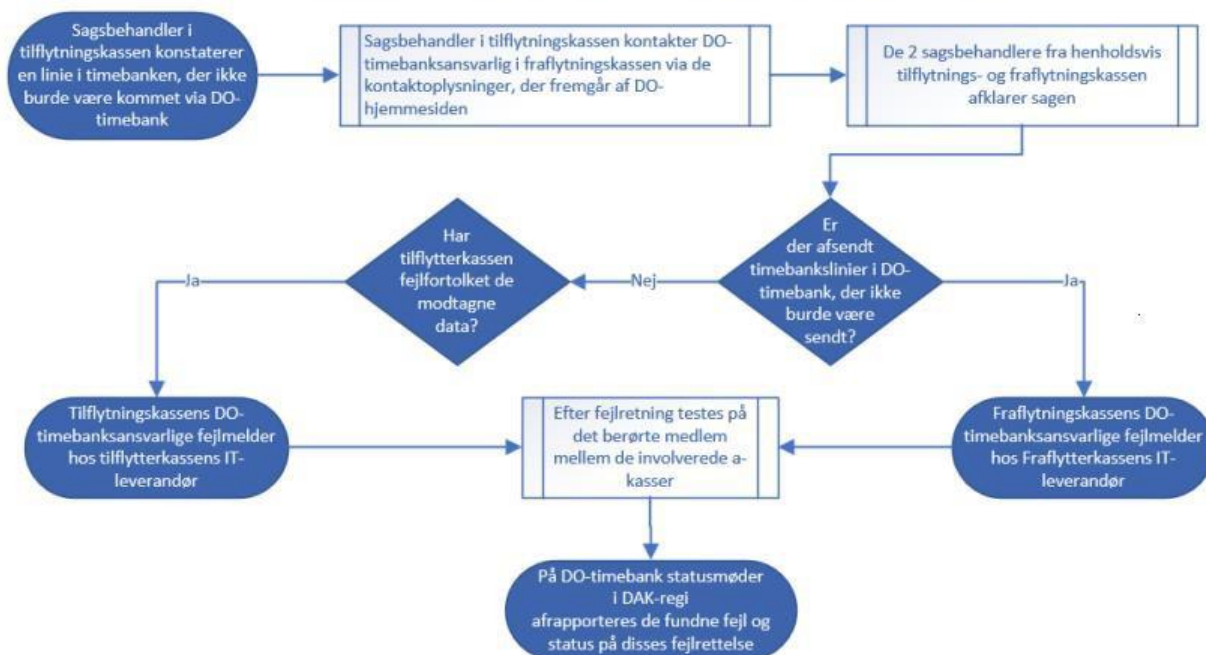 Sagsbehandler i
tilflytningskassen konstaterer
en linie i timebanken, der ikke
burde være kommet via DO-
timebank
Sagsbehandler i tilflytningskassen kontakter DO-
timebanksansvarlig i fraflytningskassen via de
kontaktoplysninger, der fremgår af DO-
hjemmesiden
De 2 sagsbehandlere fra henholdsvis
tilflytnings- og fraflytningskassen
afklarer sagen
Er
der afsendt
timebankslinier i DO-
timebank, der ikke
burde være
sendt?
Nej
Ja
Har
tilflytterkassen
fejlfortolket de
modtagne
data?
Ja
Tilflytningskassens DO-
timebanksansvarlige fejlmelder
hos tilflytterkassens IT-
leverandør
Efter fejlretning testes på
det berørte medlem
mellem de involverede a-
kasser
Fraflytningskassens DO-
timebanksansvarlige fejlmelder
hos Fraflytterkassens IT-
leverandør
På DO-timebank statusmøder
i DAK-regi
afrapporteres de fundne fejl og
status på disses fejlrettelse